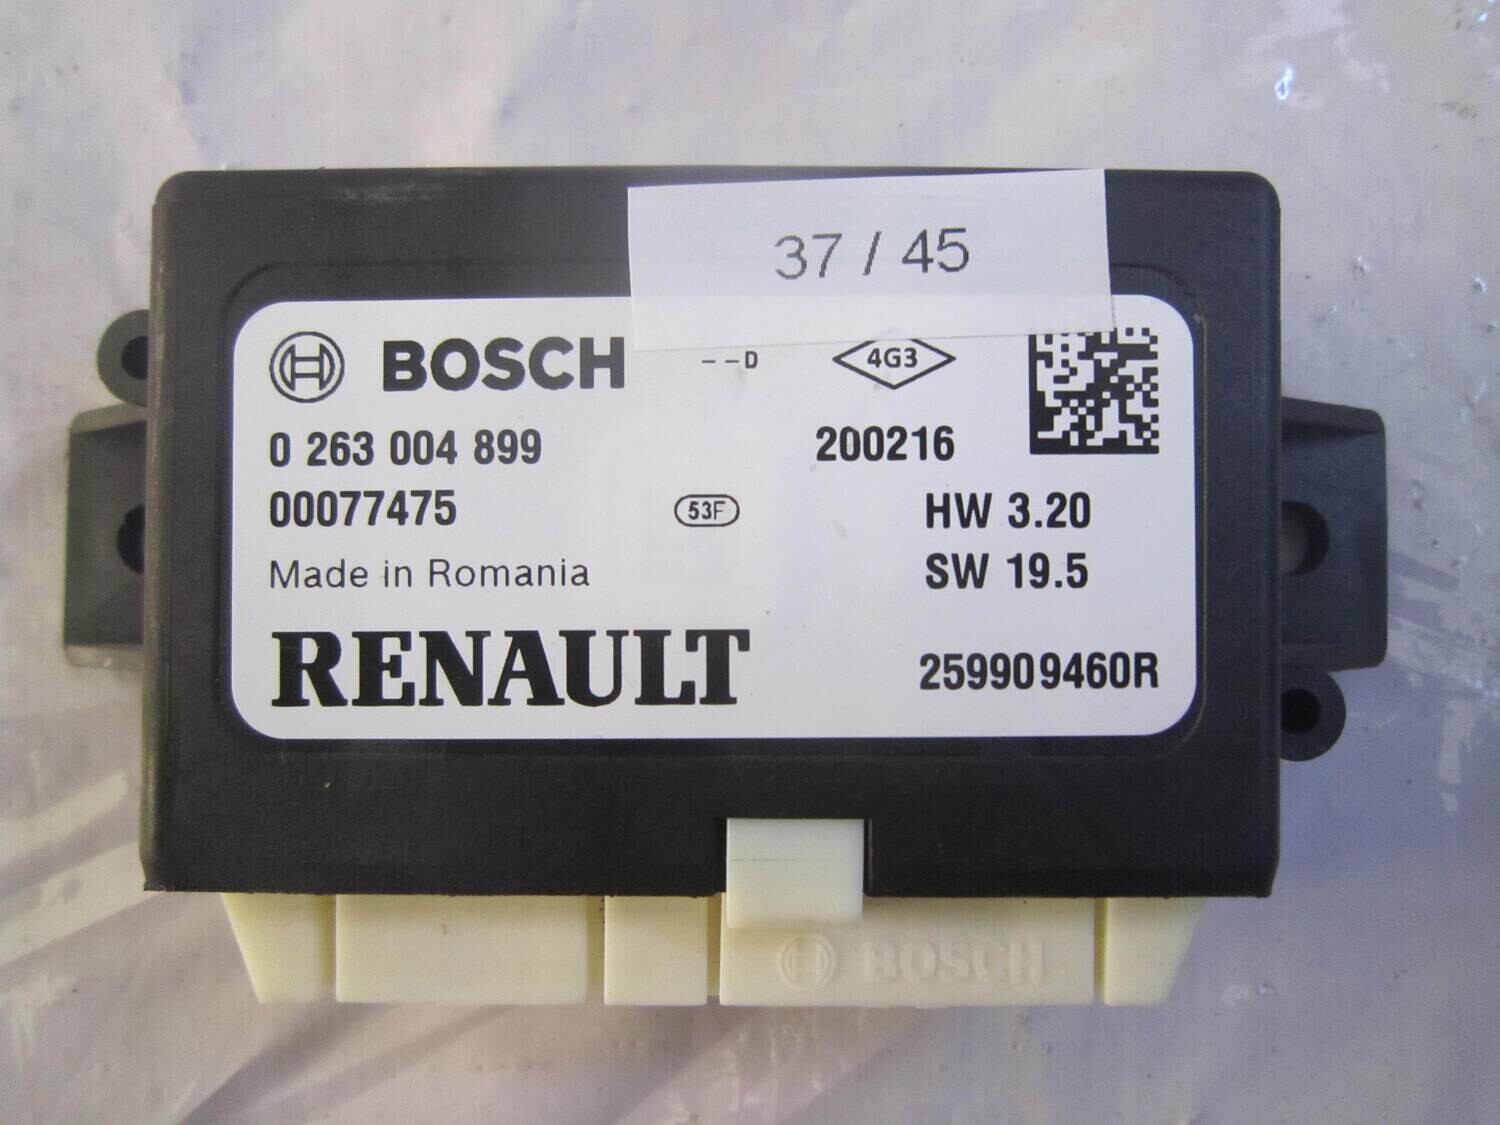 37 / 45
BOSCH --D 4G3
0 263 004 899 200216
00077475 53F HW 3.20
Made in Romania SW 19.5
RENAULT 259909460R
BOSCH